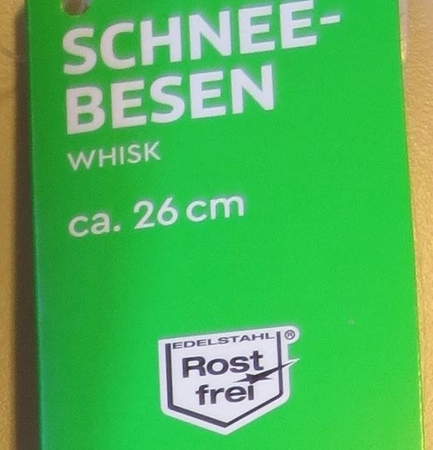 SCHNEE-
BESEN
WHISK
ca. 26 cm
EDELSTAHL®
Rost
frei